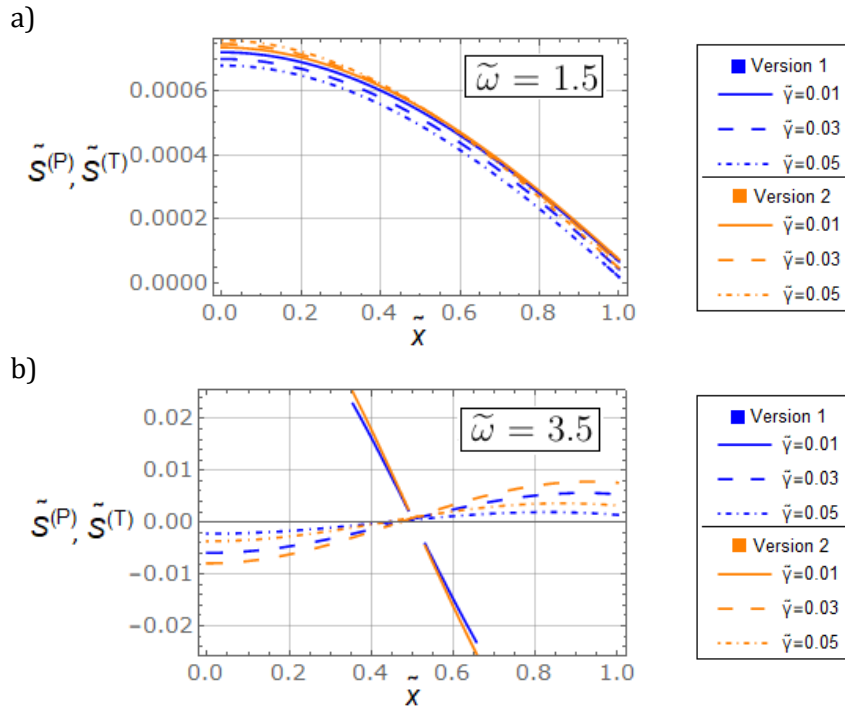 a)
ω̃ = 1.5
0.0006
0.0004
0.0002
0.0000
S̃(P), S̃(T)
0.0 0.2 0.4 0.6 0.8 1.0
x̃
Version 1
γ̃=0.01
γ̃=0.03
γ̃=0.05
Version 2
γ̃=0.01
γ̃=0.03
γ̃=0.05
b)
ω̃ = 3.5
0.02
0.01
0.00
-0.01
-0.02
S̃(P), S̃(T)
0.0 0.2 0.4 0.6 0.8 1.0
x̃
Version 1
γ̃=0.01
γ̃=0.03
γ̃=0.05
Version 2
γ̃=0.01
γ̃=0.03
γ̃=0.05